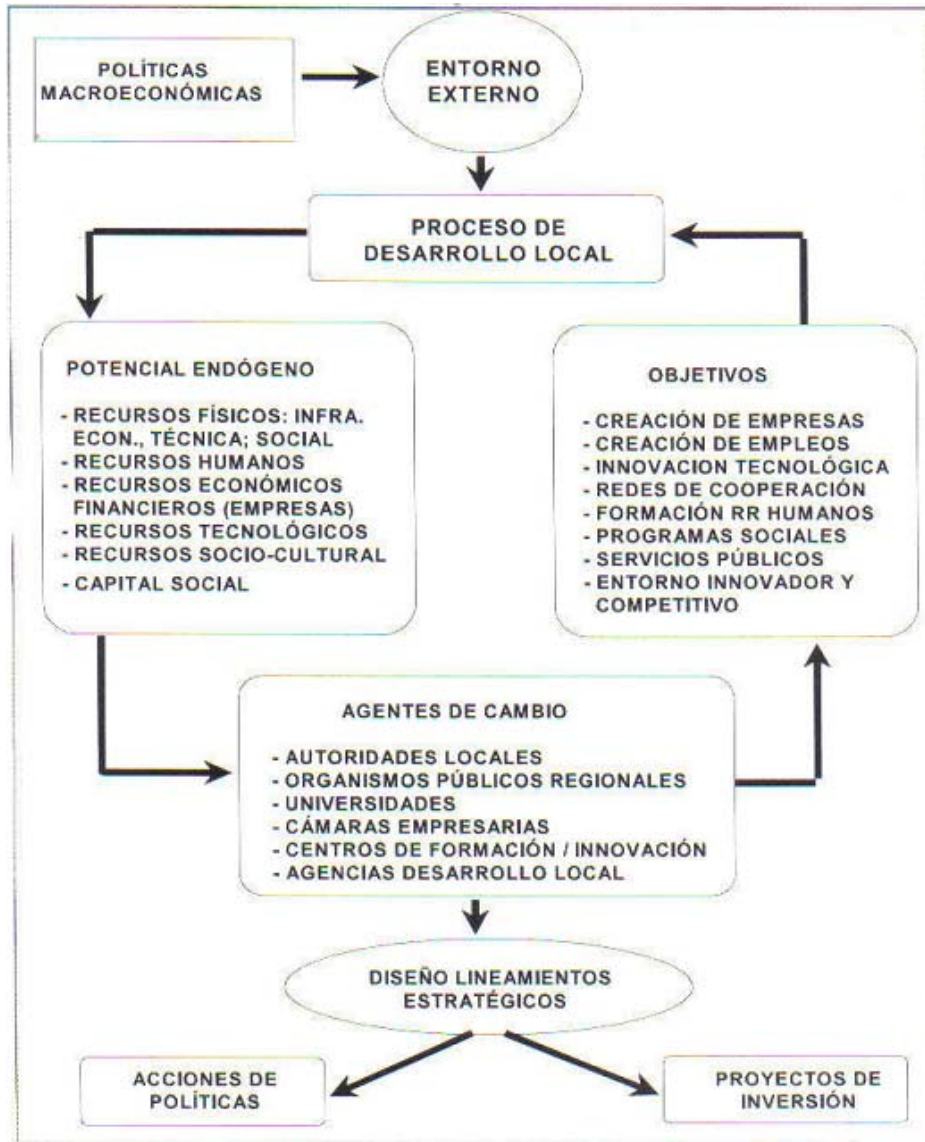 POLÍTICAS
MACROECONÓMICAS
ENTORNO
EXTERNO
PROCESO DE
DESARROLLO LOCAL
POTENCIAL ENDÓGENO
- RECURSOS FÍSICOS: INFRA.
ECON., TÉCNICA; SOCIAL
- RECURSOS HUMANOS
- RECURSOS ECONÓMICOS
FINANCIEROS (EMPRESAS)
- RECURSOS TECNOLÓGICOS
- RECURSOS SOCIO-CULTURAL
- CAPITAL SOCIAL
OBJETIVOS
- CREACIÓN DE EMPRESAS
- CREACIÓN DE EMPLEOS
- INNOVACION TECNOLÓGICA
- REDES DE COOPERACIÓN
- FORMACIÓN RR HUMANOS
- PROGRAMAS SOCIALES
- SERVICIOS PÚBLICOS
- ENTORNO INNOVADOR Y
COMPETITIVO
AGENTES DE CAMBIO
- AUTORIDADES LOCALES
- ORGANISMOS PÚBLICOS REGIONALES
- UNIVERSIDADES
- CÁMARAS EMPRESARIAS
- CENTROS DE FORMACIÓN / INNOVACIÓN
- AGENCIAS DESARROLLO LOCAL
DISEÑO LINEAMIENTOS
ESTRATÉGICOS
ACCIONES DE
POLÍTICAS
PROYECTOS DE
INVERSIÓN